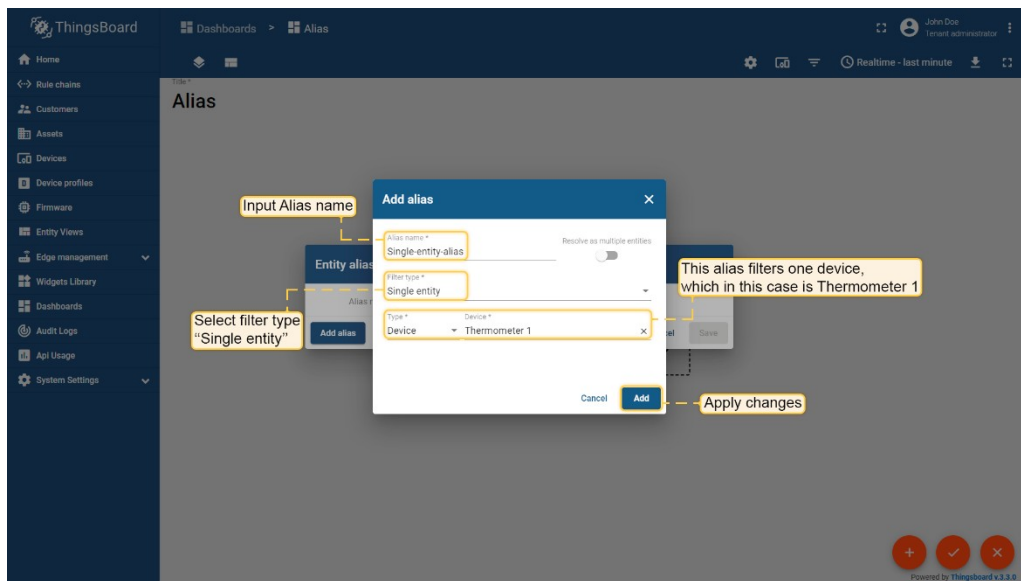 ThingsBoard
Dashboards > Alias
John Doe
Tenant administrator
Home
Rule chains
Customers
Assets
Devices
Device profiles
Firmware
Entity Views
Edge management
Widgets Library
Dashboards
Audit Logs
Api Usage
System Settings
Realtime - last minute
Title *
Alias
Entity alias
Alias
Add alias
Save
Add alias
Alias name *
Single-entity-alias
Resolve as multiple entities
Filter type *
Single entity
Type *
Device
Device *
Thermometer 1
Cancel
Add
Input Alias name
Select filter type
“Single entity”
This alias filters one device,
which in this case is Thermometer 1
Apply changes
Powered by Thingsboard v.3.3.0